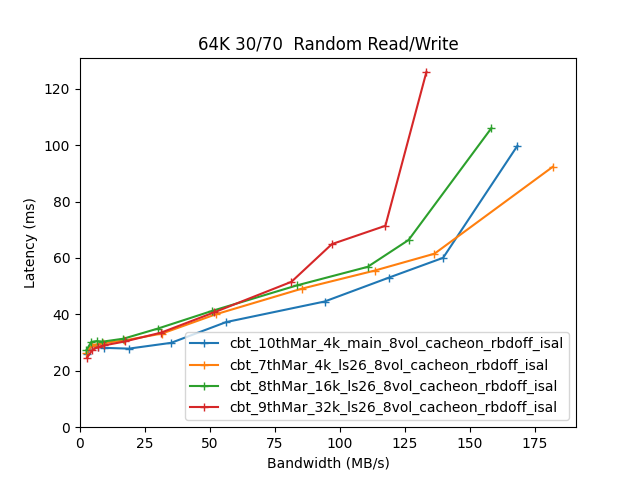 64K 30/70  Random Read/Write
Latency (ms)
120
100
80
60
40
20
0
0 25 50 75 100 125 150 175
Bandwidth (MB/s)
cbt_10thMar_4k_main_8vol_cacheon_rbdoff_isal
cbt_7thMar_4k_ls26_8vol_cacheon_rbdoff_isal
cbt_8thMar_16k_ls26_8vol_cacheon_rbdoff_isal
cbt_9thMar_32k_ls26_8vol_cacheon_rbdoff_isal